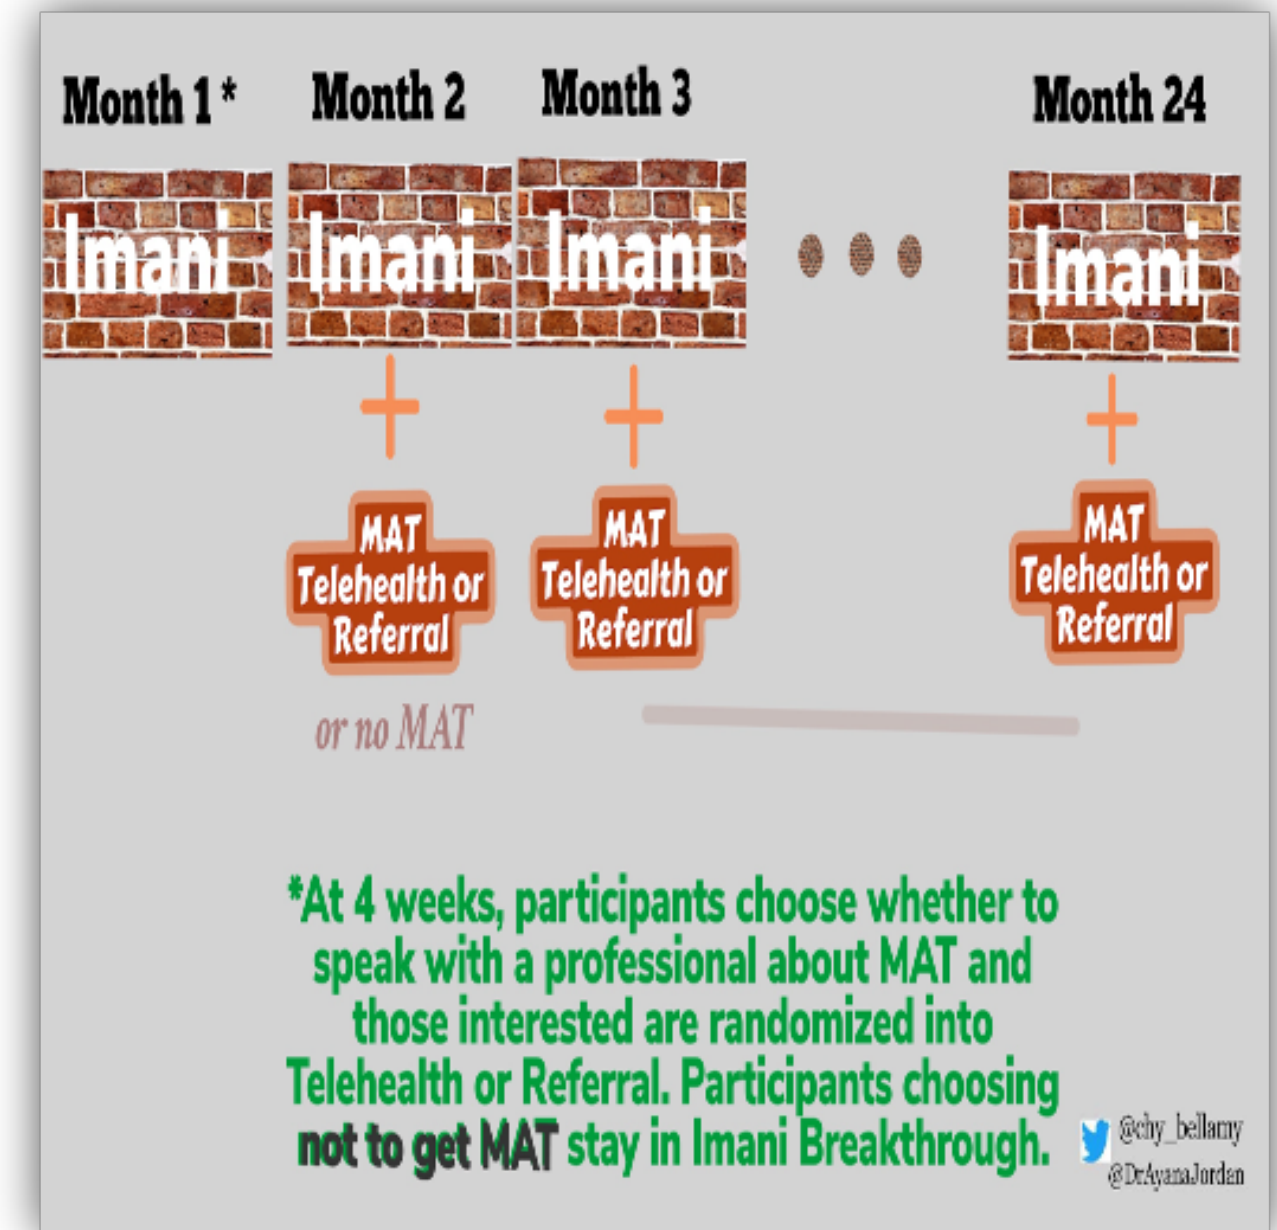 Month 1*
Month 2
Month 3
Month 24
Imani
Imani
Imani
Imani
MAT
Telehealth or
Referral
MAT
Telehealth or
Referral
MAT
Telehealth or
Referral
or no MAT
*At 4 weeks, participants choose whether to
speak with a professional about MAT and
those interested are randomized into
Telehealth or Referral. Participants choosing
not to get MAT stay in Imani Breakthrough.
@chy_bellamy
@DrAyanaJordan